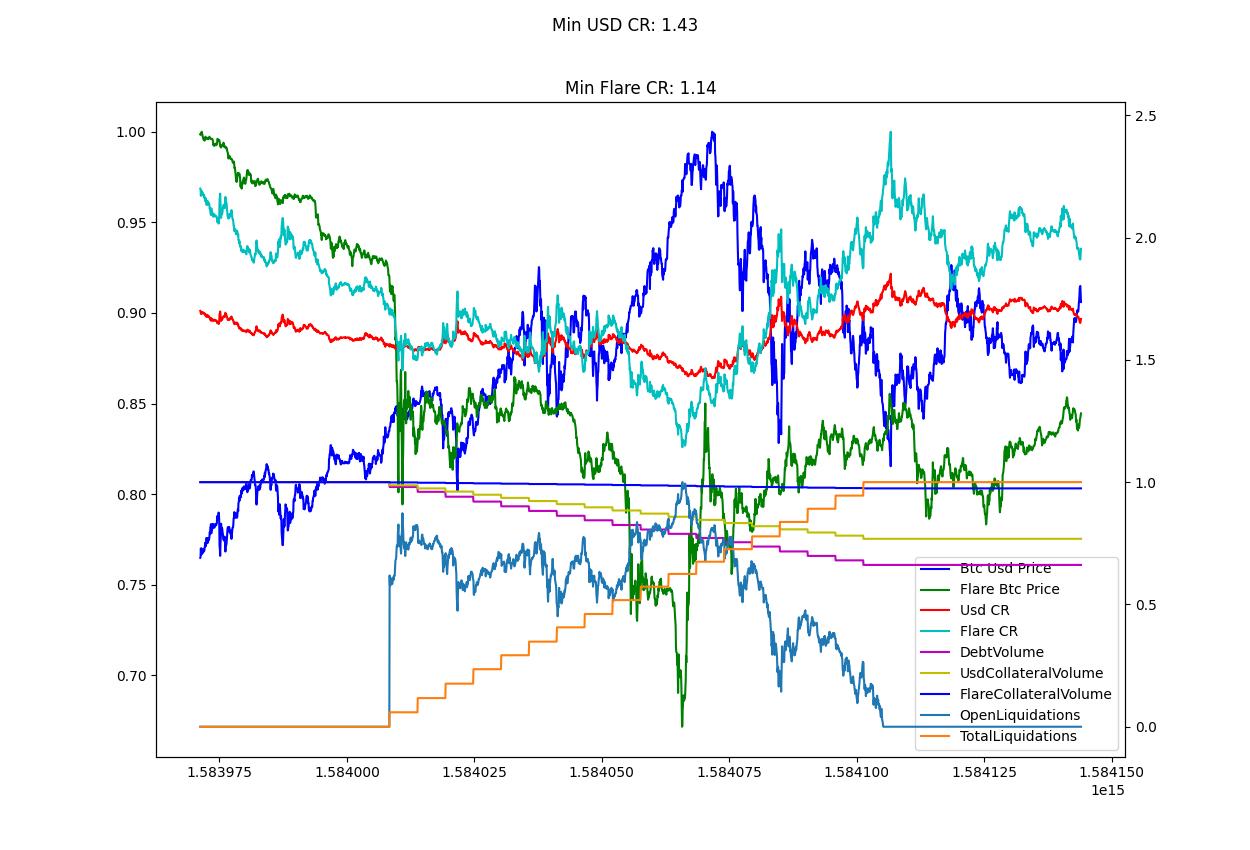 Min USD CR: 1.43
Min Flare CR: 1.14
1.00
0.95
0.90
0.85
0.80
0.75
0.70
2.5
2.0
1.5
1.0
0.5
0.0
Btc Usd Price
Flare Btc Price
Usd CR
Flare CR
DebtVolume
UsdCollateralVolume
FlareCollateralVolume
OpenLiquidations
TotalLiquidations
1.583975 1.584000 1.584025 1.584050 1.584075 1.584100 1.584125 1.584150
1e15